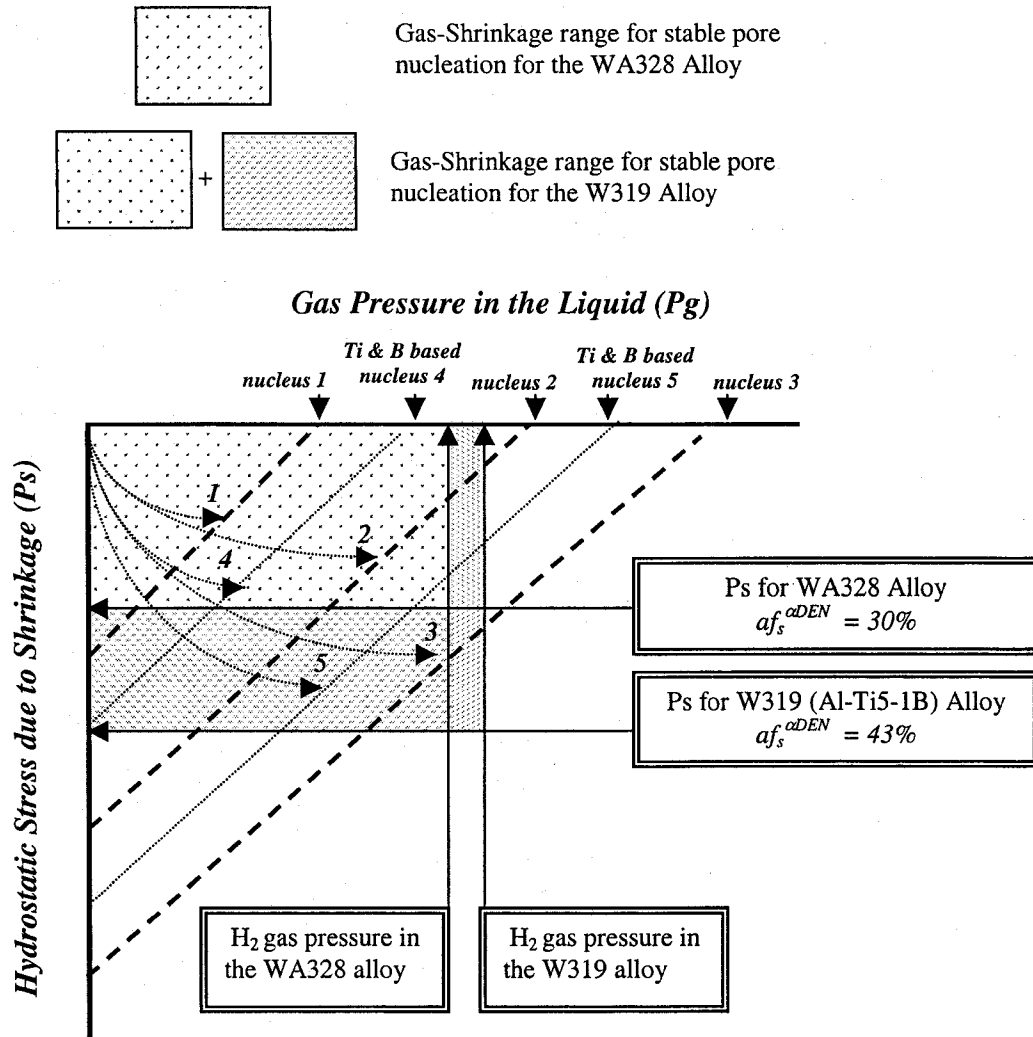 Gas-Shrinkage range for stable pore
nucleation for the WA328 Alloy
+
Gas-Shrinkage range for stable pore
nucleation for the W319 Alloy
Gas Pressure in the Liquid (Pg)
nucleus 1
Ti & B based
nucleus 4
nucleus 2
Ti & B based
nucleus 5
nucleus 3
Hydrostatic Stress due to Shrinkage (Ps)
1
2
4
3
5
Ps for WA328 Alloy
af_s^{αDEN} = 30%
Ps for W319 (Al-Ti5-1B) Alloy
af_s^{αDEN} = 43%
H₂ gas pressure in
the WA328 alloy
H₂ gas pressure in
the W319 alloy